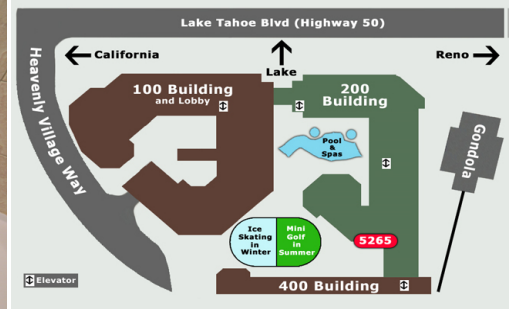 Lake Tahoe Blvd (Highway 50)
California
Lake
Reno
Heavenly Village Way
100 Building
and Lobby
200
Building
Gondola
Pool
&
Spas
Ice
Skating
in
Winter
Mini
Golf
in
Summer
5265
Elevator
400 Building